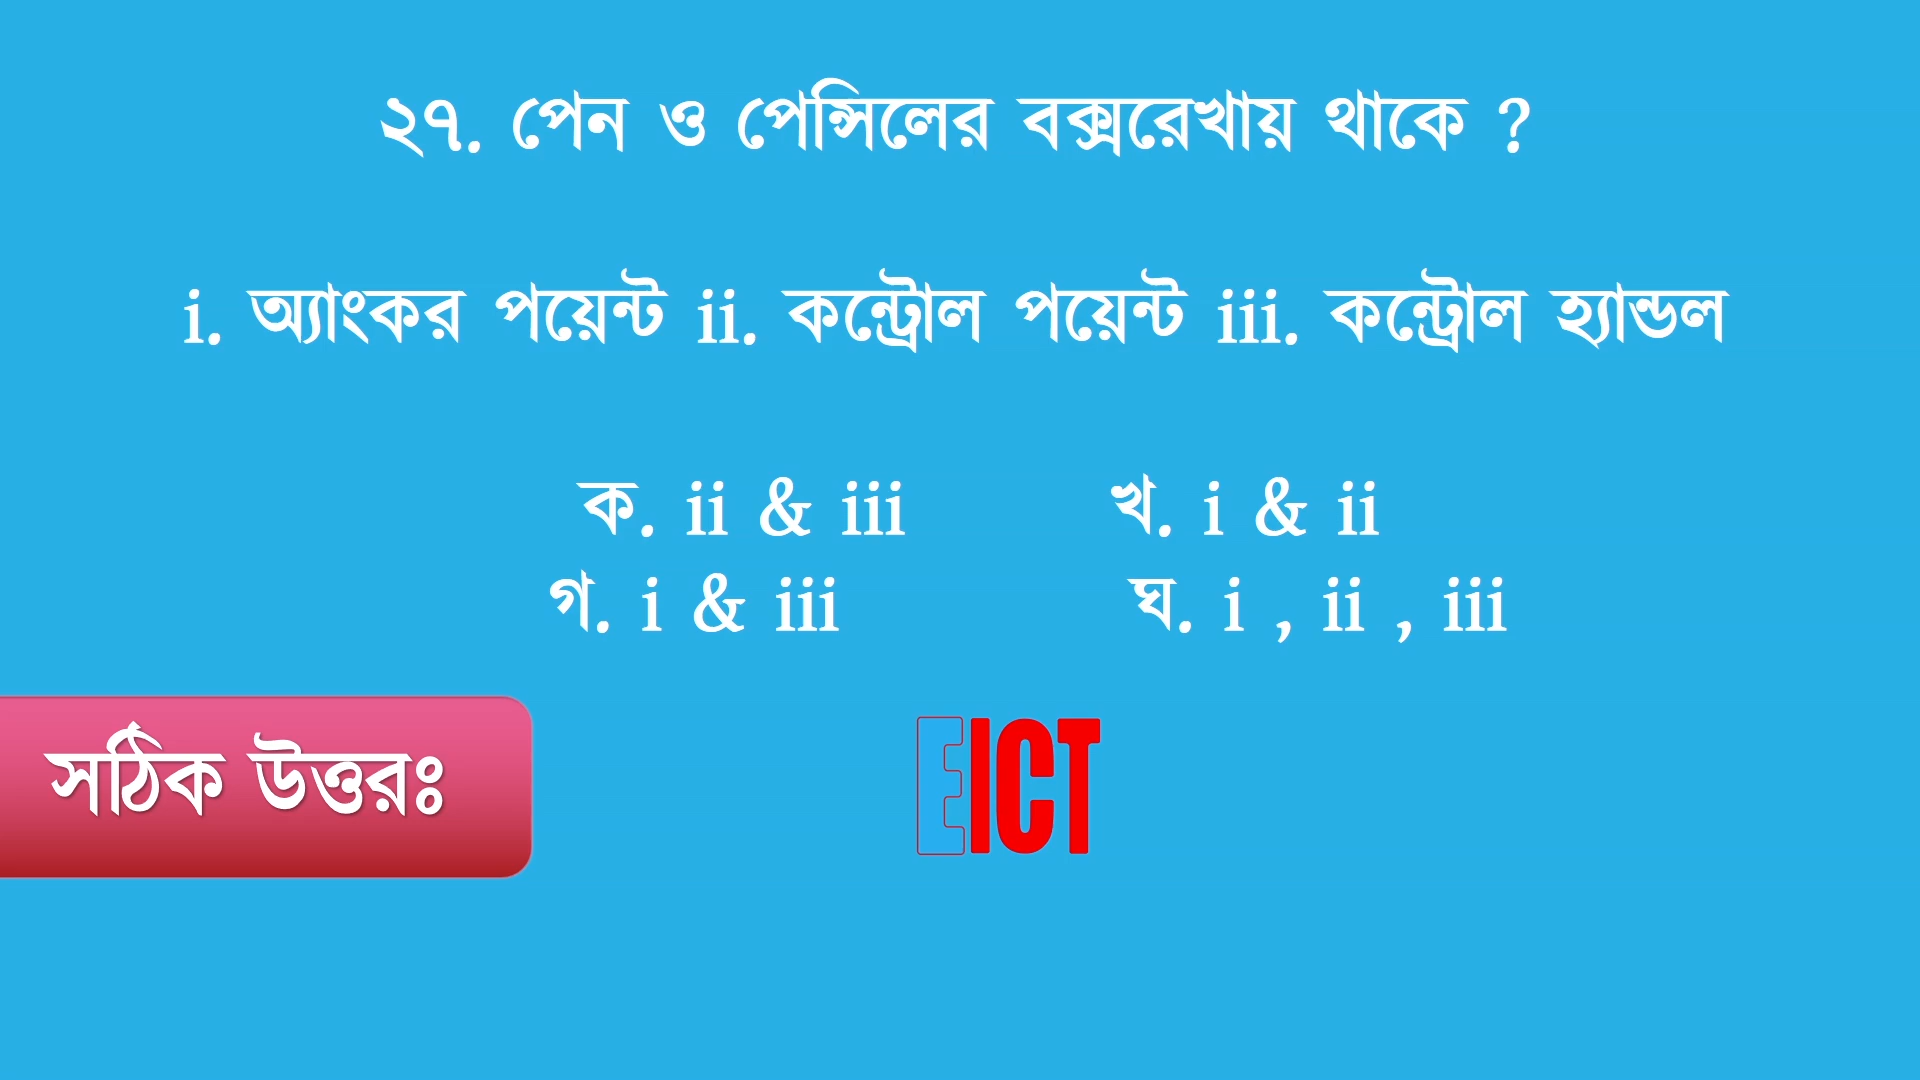 ২৭. পেন ও পেন্সিলের বক্সরেখায় থাকে ?
i. অ্যাংকর পয়েন্ট ii. কন্ট্রোল পয়েন্ট iii. কন্ট্রোল হ্যান্ডল
ক. ii & iii খ. i & ii
গ. i & iii ঘ. i , ii , iii
সঠিক উত্তরঃ
EICT